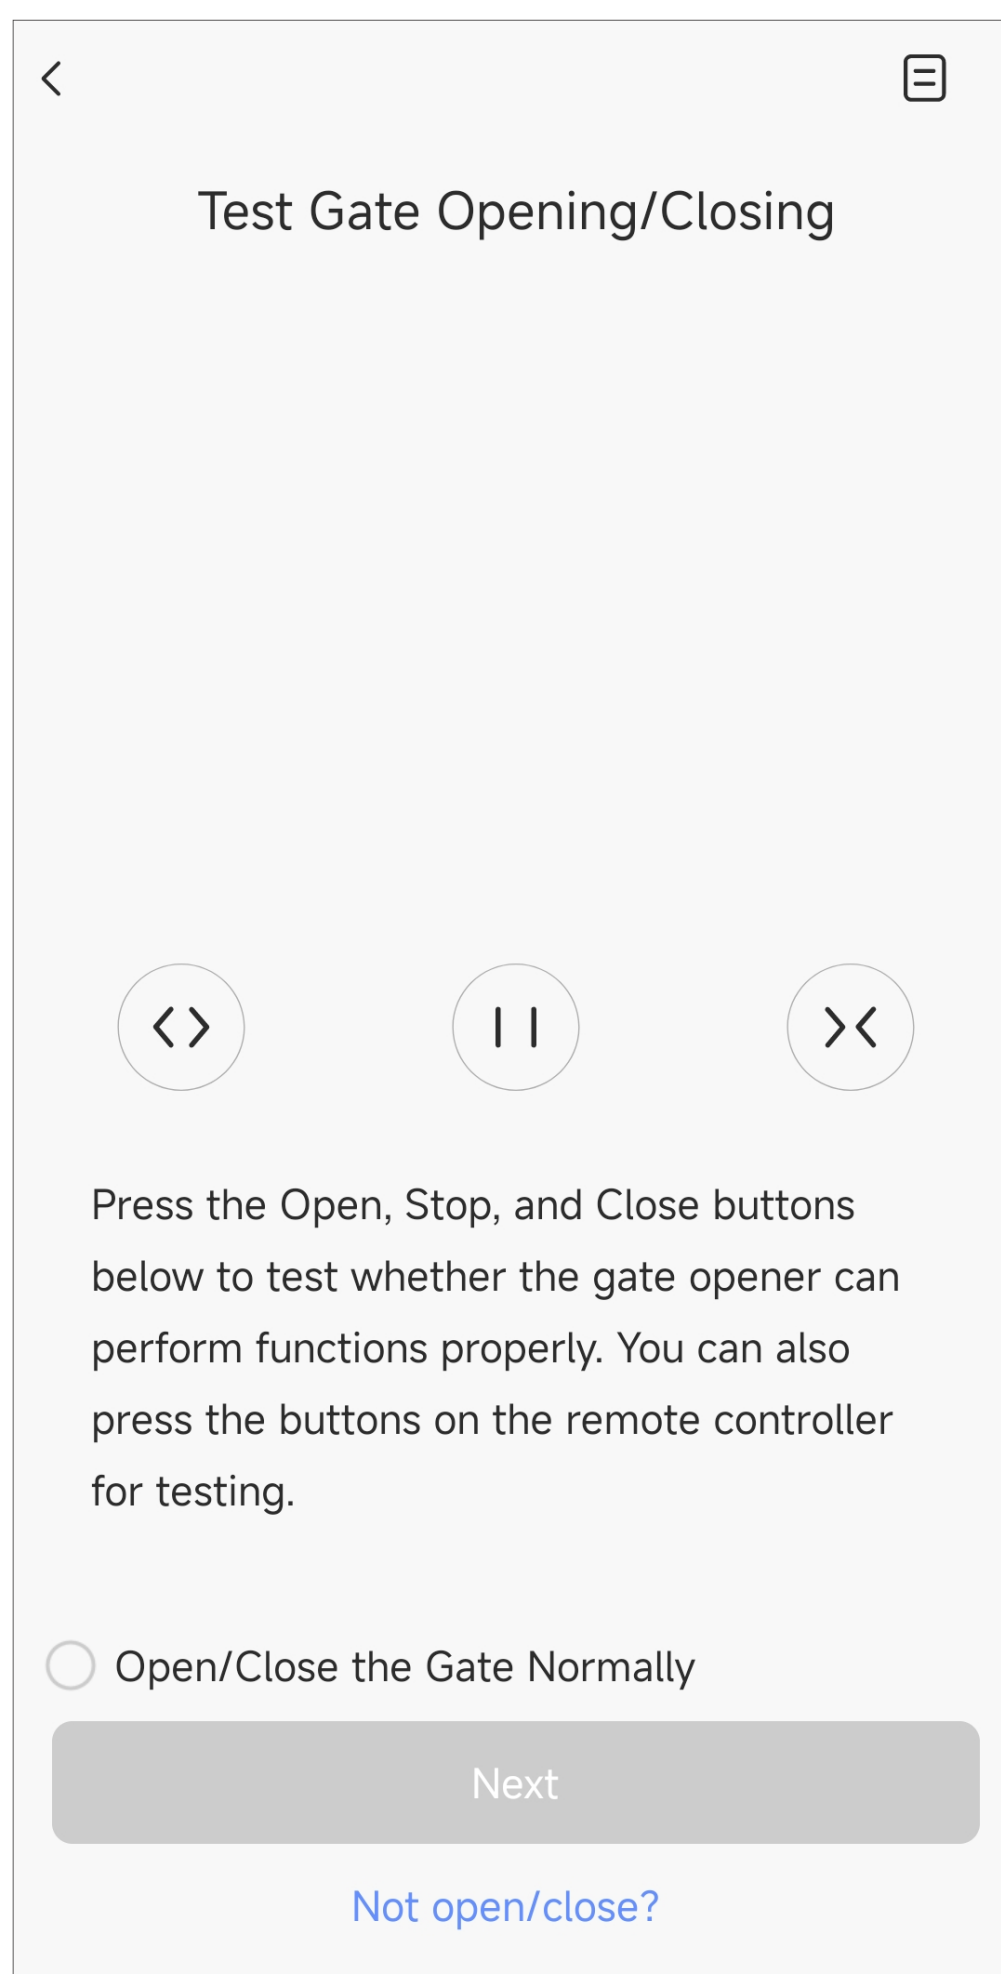 Test Gate Opening/Closing
Press the Open, Stop, and Close buttons
below to test whether the gate opener can
perform functions properly. You can also
press the buttons on the remote controller
for testing.
Open/Close the Gate Normally
Next
Not open/close?